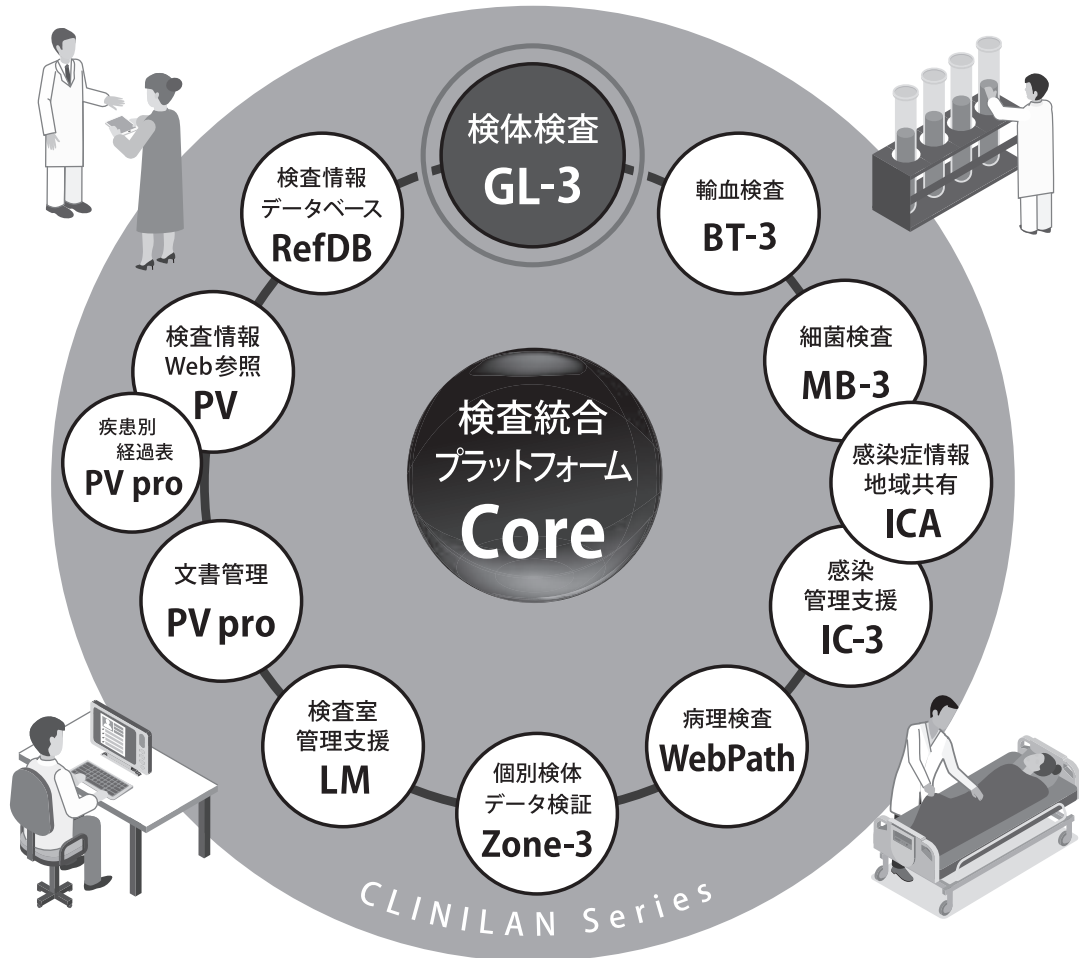 検体検査
GL-3
輸血検査
BT-3
細菌検査
MB-3
感染症情報
地域共有
ICA
感染
管理支援
IC-3
病理検査
WebPath
個別検体
データ検証
Zone-3
検査室
管理支援
LM
文書管理
PV pro
疾患別
経過表
PV pro
検査情報
Web参照
PV
検査情報
データベース
RefDB
検査統合
プラットフォーム
Core
CLINILAN Series